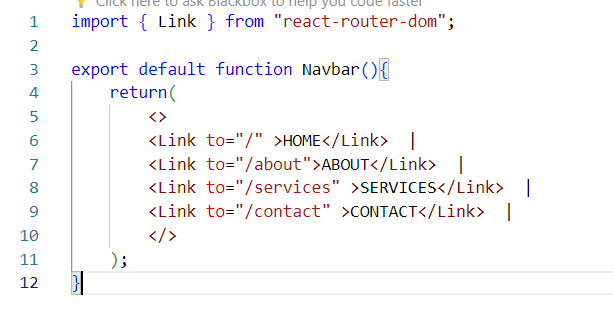 Click here to ask Blackbox to help you code faster
1 import { Link } from "react-router-dom";
2
3 export default function Navbar(){
4     return(
5         <>
6         <Link to="/" >HOME</Link>  |
7         <Link to="/about">ABOUT</Link>  |
8         <Link to="/services" >SERVICES</Link>  |
9         <Link to="/contact" >CONTACT</Link>  |
10         </>
11     );
12 }